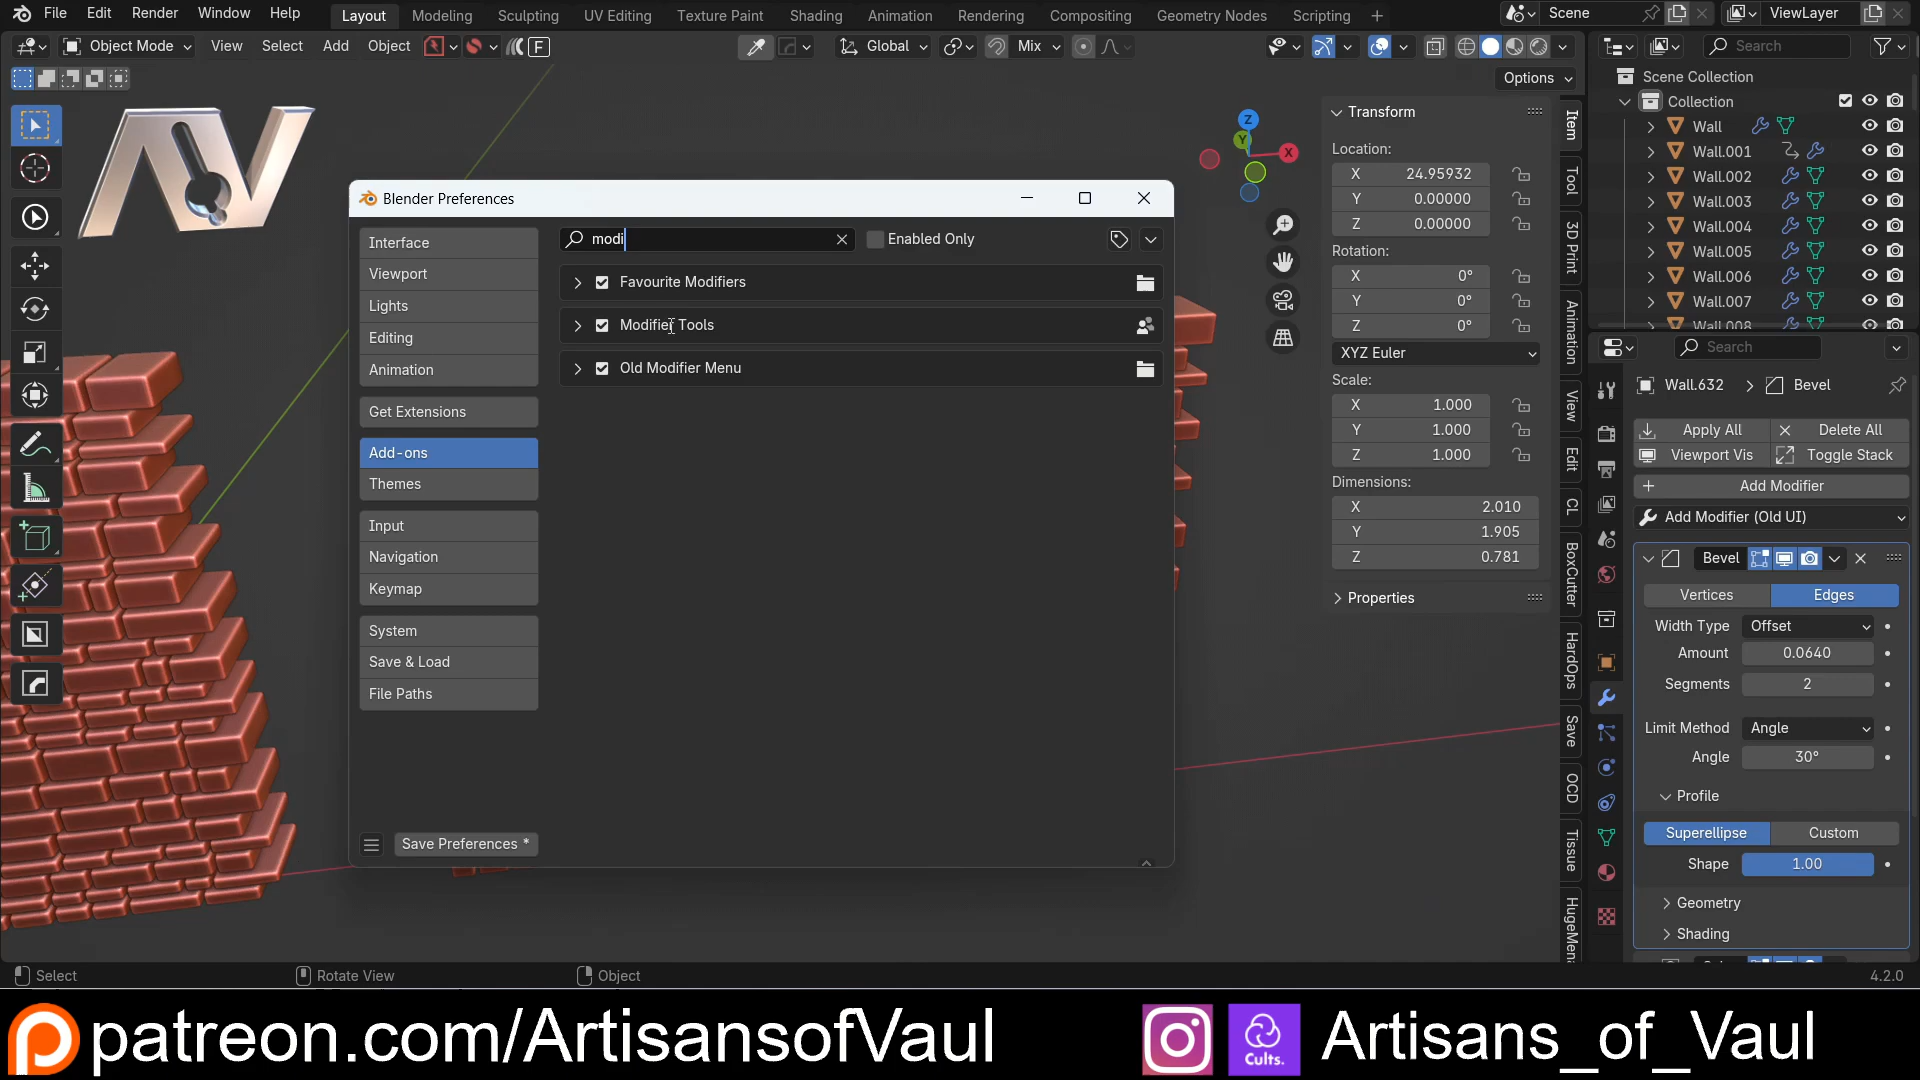 File Edit Render Window Help Layout Modeling Sculpting UV Editing Texture Paint Shading Animation Rendering Compositing Geometry Nodes Scripting + Scene ViewLayer
Object Mode View Select Add Object F Global Mix Search
Options
Scene Collection
Collection
Wall
Wall.001
Wall.002
Wall.003
Wall.004
Wall.005
Wall.006
Wall.007
Wall.008
AV
Z
Y
X
Transform
Location:
X 24.95932
Y 0.00000
Z 0.00000
Rotation:
X 0°
Y 0°
Z 0°
XYZ Euler
Scale:
X 1.000
Y 1.000
Z 1.000
Dimensions:
X 2.010
Y 1.905
Z 0.781
Properties
Item
Tool
3D Print
Animation
View
Edit
CL
BoxCutter
HardOps
Save
OCD
Tissue
HugeMena
Blender Preferences
Interface
Viewport
Lights
Editing
Animation
Get Extensions
Add-ons
Themes
Input
Navigation
Keymap
System
Save & Load
File Paths
Save Preferences *
modi
Enabled Only
Favourite Modifiers
Modifier Tools
Old Modifier Menu
Search
Wall.632 > Bevel
Apply All Delete All
Viewport Vis Toggle Stack
Add Modifier
Add Modifier (Old UI)
Bevel
Vertices Edges
Width Type Offset
Amount 0.0640
Segments 2
Limit Method Angle
Angle 30°
Profile
Superellipse Custom
Shape 1.00
Geometry
Shading
Select Rotate View Object 4.2.0
patreon.com/ArtisansofVaul Cults. Artisans_of_Vaul